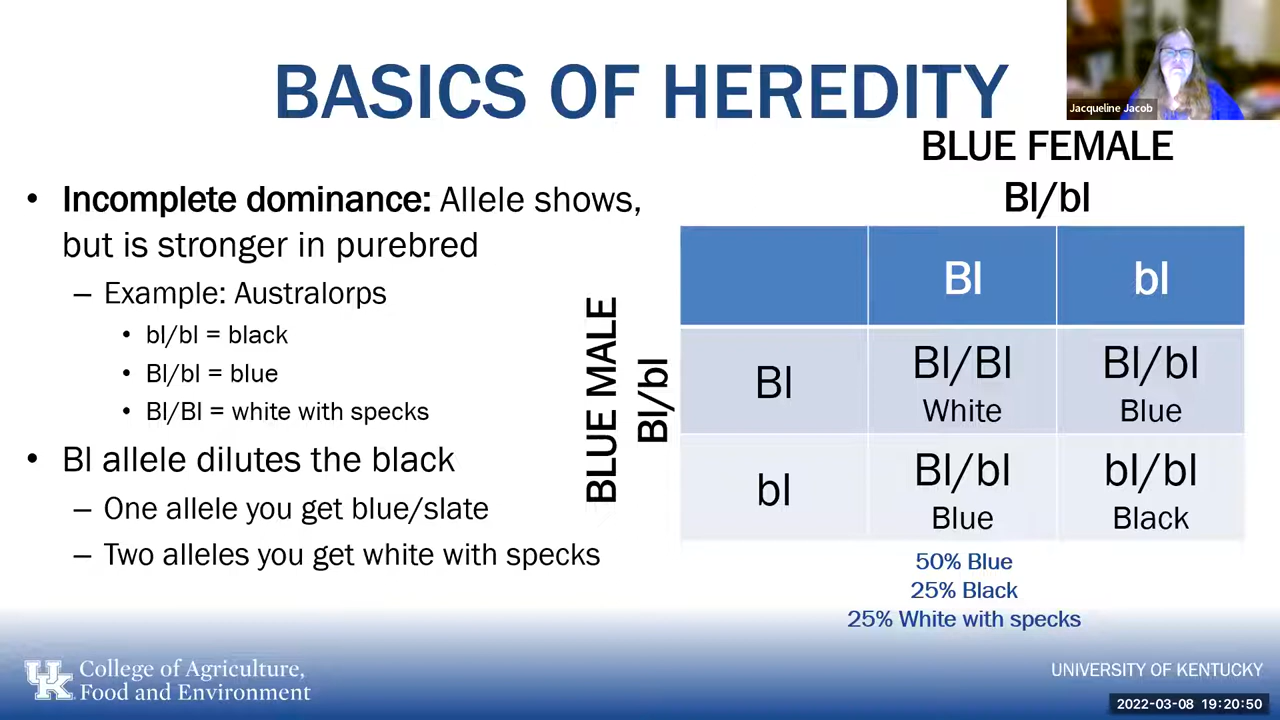 BASICS OF HEREDITY
Jacqueline Jacob
• Incomplete dominance: Allele shows,
but is stronger in purebred
– Example: Australorps
• bl/bl = black
• Bl/bl = blue
• Bl/Bl = white with specks
• Bl allele dilutes the black
– One allele you get blue/slate
– Two alleles you get white with specks
BLUE FEMALE
Bl/bl
BLUE MALE
Bl/bl
Bl bl
Bl Bl/Bl Bl/bl
White Blue
bl Bl/bl bl/bl
Blue Black
50% Blue
25% Black
25% White with specks
UK College of Agriculture,
Food and Environment
UNIVERSITY OF KENTUCKY
2022-03-08 19:20:50